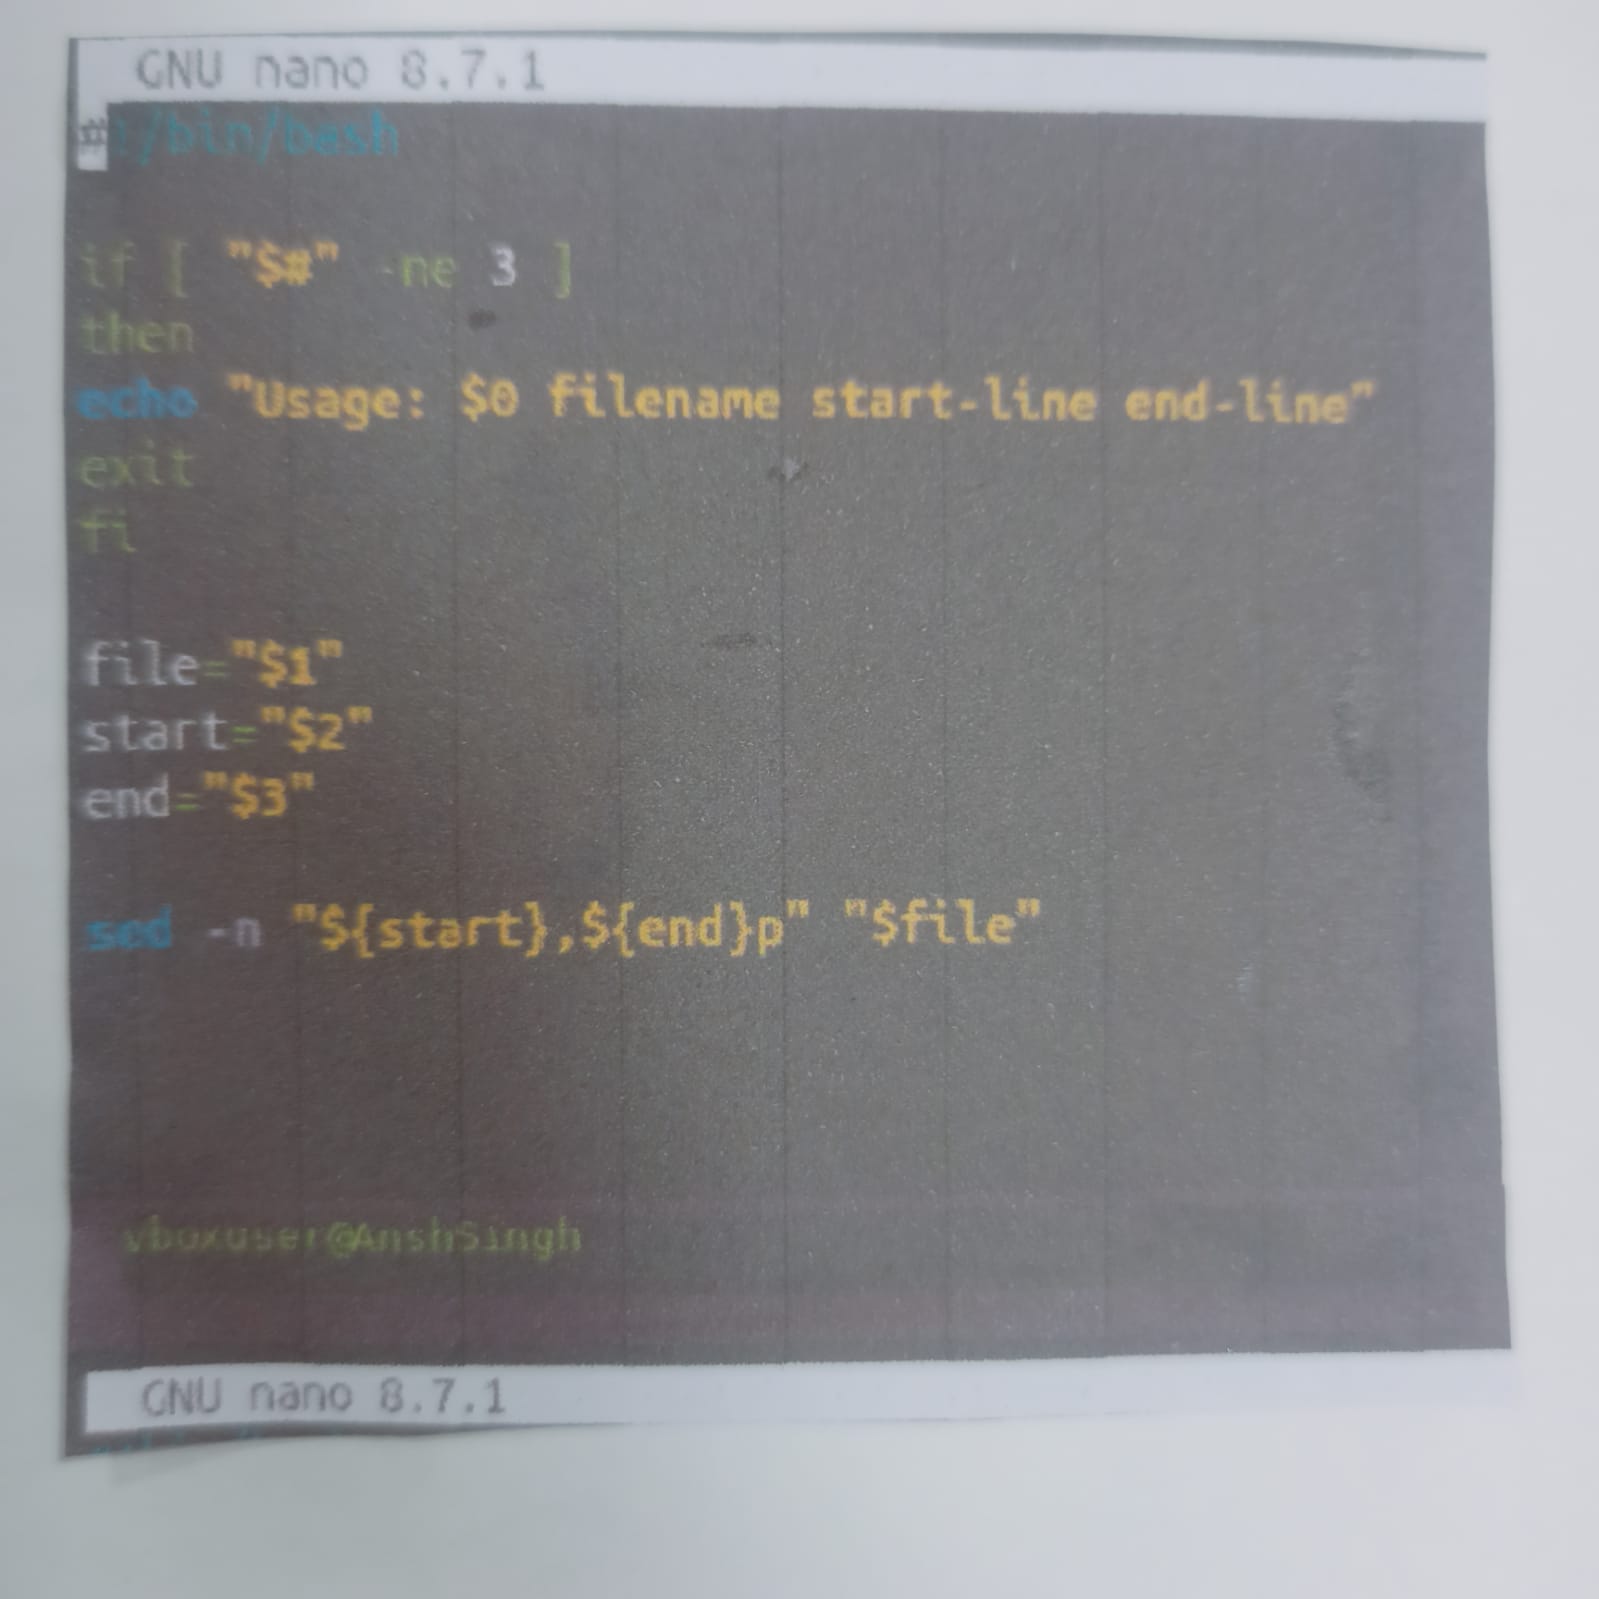 GNU nano 8.7.1
#!/bin/bash
if [ "$#" -ne 3 ]
then
echo "Usage: $0 filename start-line end-line"
exit
fi
file="$1"
start="$2"
end="$3"
sed -n "${start},${end}p" "$file"
vboxuser@AnshSingh
GNU nano 8.7.1